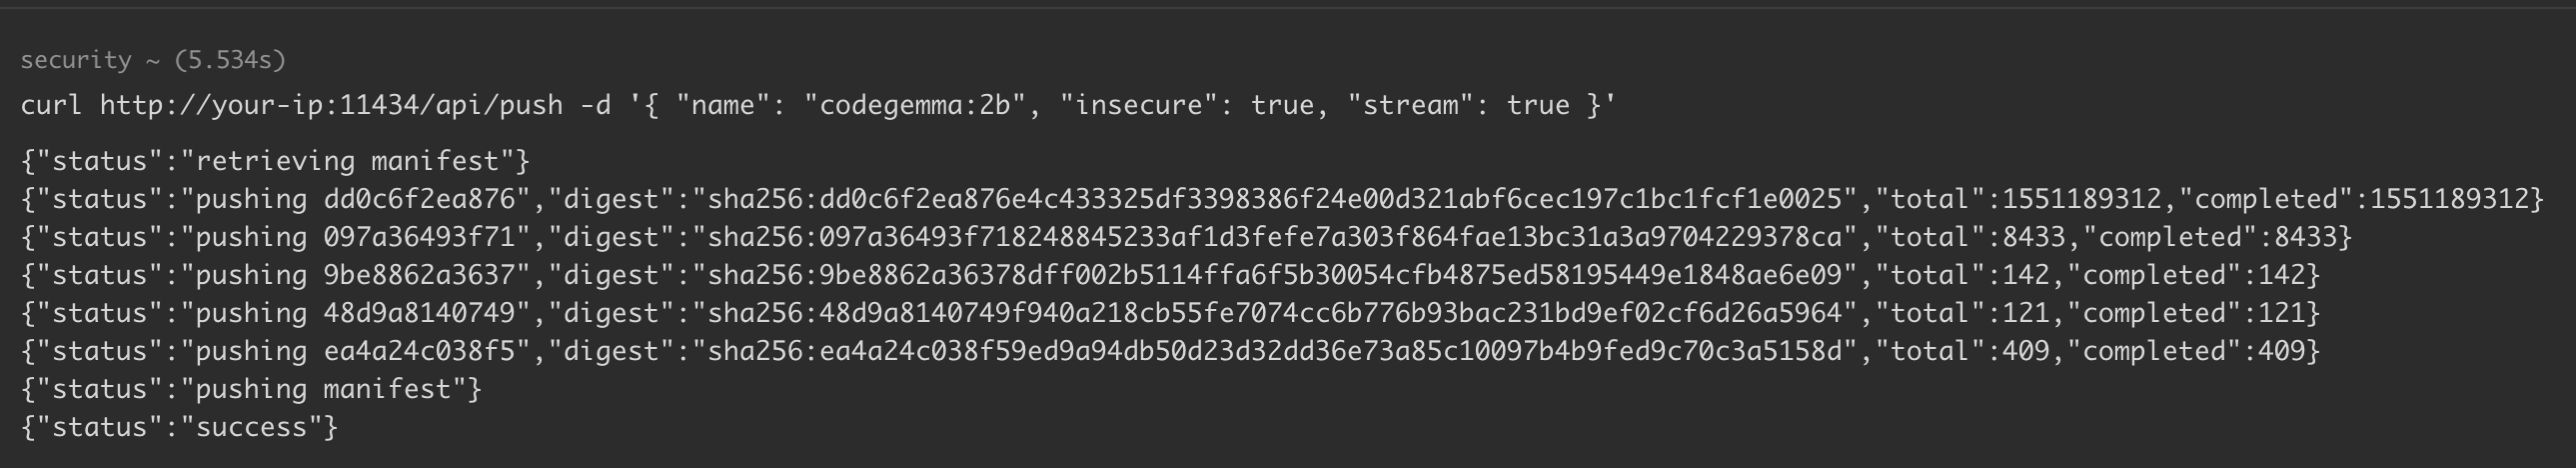 security ~ (5.534s)
curl http://your-ip:11434/api/push -d '{ "name": "codegemma:2b", "insecure": true, "stream": true }'
{"status":"retrieving manifest"}
{"status":"pushing dd0c6f2ea876","digest":"sha256:dd0c6f2ea876e4c433325df3398386f24e00d321abf6cec197c1bc1fcf1e0025","total":1551189312,"completed":1551189312}
{"status":"pushing 097a36493f71","digest":"sha256:097a36493f718248845233af1d3fefe7a303f864fae13bc31a3a9704229378ca","total":8433,"completed":8433}
{"status":"pushing 9be8862a3637","digest":"sha256:9be8862a36378dff002b5114ffa6f5b30054cfb4875ed58195449e1848ae6e09","total":142,"completed":142}
{"status":"pushing 48d9a8140749","digest":"sha256:48d9a8140749f940a218cb55fe7074cc6b776b93bac231bd9ef02cf6d26a5964","total":121,"completed":121}
{"status":"pushing ea4a24c038f5","digest":"sha256:ea4a24c038f59ed9a94db50d23d32dd36e73a85c10097b4b9fed9c70c3a5158d","total":409,"completed":409}
{"status":"pushing manifest"}
{"status":"success"}